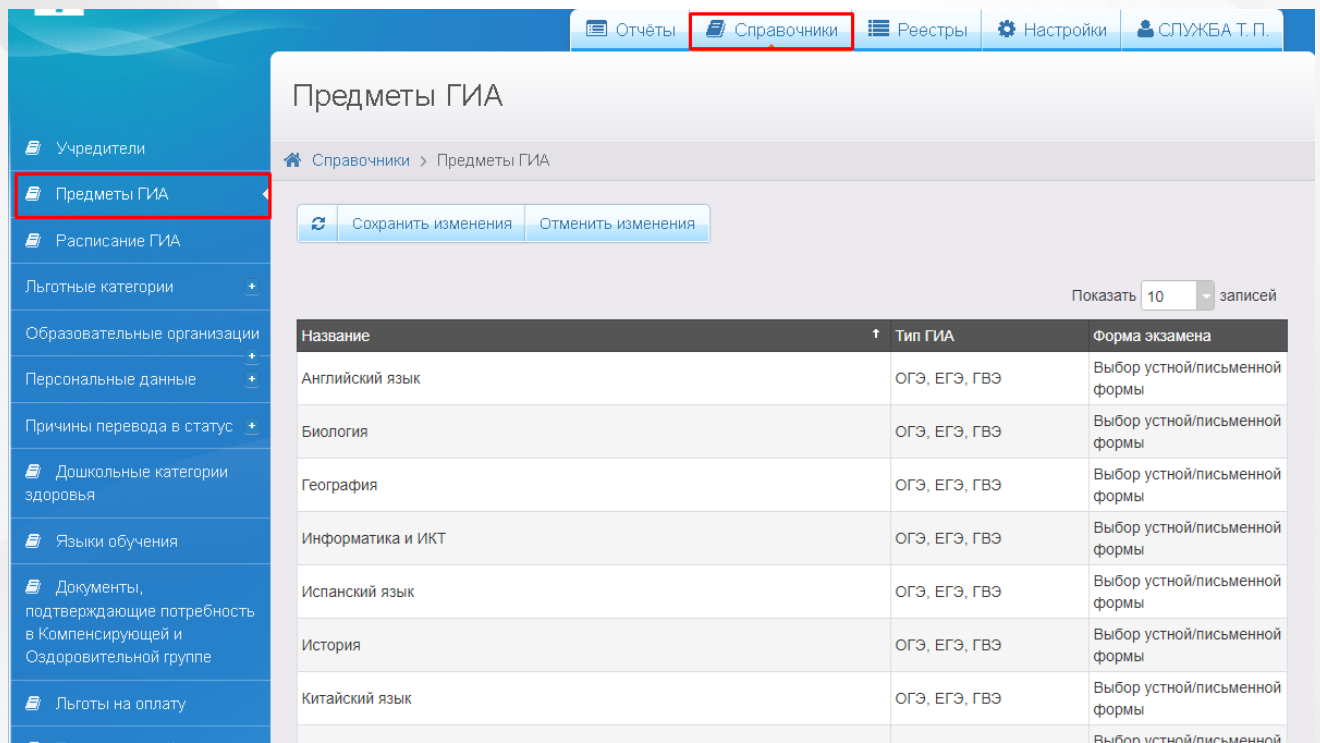 Отчёты Справочники Реестры Настройки СЛУЖБА Т. П.
Предметы ГИА
Справочники > Предметы ГИА
Учредители
Предметы ГИА
Расписание ГИА
Льготные категории
Образовательные организации
Персональные данные
Причины перевода в статус
Дошкольные категории
здоровья
Языки обучения
Документы,
подтверждающие потребность
в Компенсирующей и
Оздоровительной группе
Льготы на оплату
Сохранить изменения Отменить изменения
Показать 10 записей
Название Тип ГИА Форма экзамена
Английский язык ОГЭ, ЕГЭ, ГВЭ Выбор устной/письменной
формы
Биология ОГЭ, ЕГЭ, ГВЭ Выбор устной/письменной
формы
География ОГЭ, ЕГЭ, ГВЭ Выбор устной/письменной
формы
Информатика и ИКТ ОГЭ, ЕГЭ, ГВЭ Выбор устной/письменной
формы
Испанский язык ОГЭ, ЕГЭ, ГВЭ Выбор устной/письменной
формы
История ОГЭ, ЕГЭ, ГВЭ Выбор устной/письменной
формы
Китайский язык ОГЭ, ЕГЭ, ГВЭ Выбор устной/письменной
формы
Выбор устной/письменной